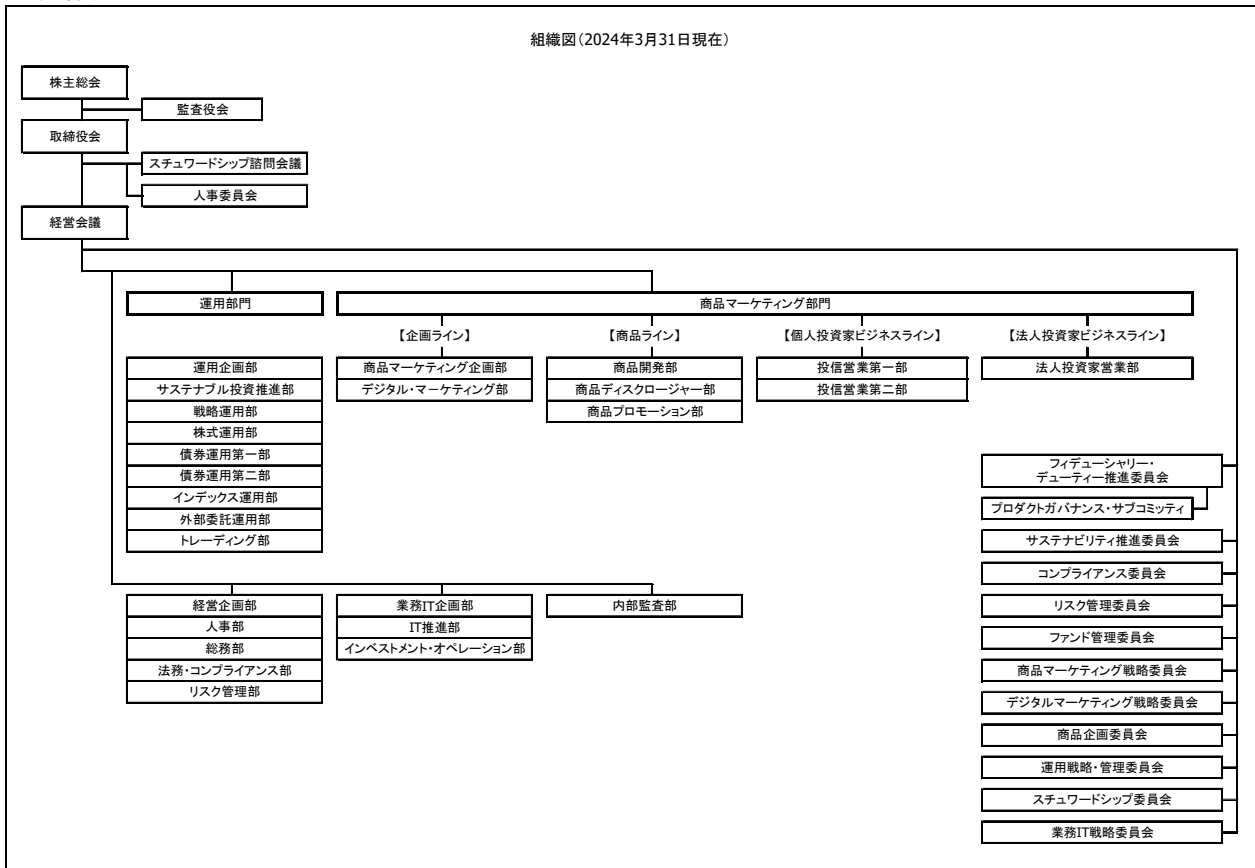 組織図(2024年3月31日現在)
株主総会
監査役会
取締役会
スチュワードシップ諮問会議
人事委員会
経営会議
運用部門
商品マーケティング部門
【企画ライン】
【商品ライン】
【個人投資家ビジネスライン】
【法人投資家ビジネスライン】
運用企画部
サステナブル投資推進部
戦略運用部
株式運用部
債券運用第一部
債券運用第二部
インデックス運用部
外部委託運用部
トレーディング部
商品マーケティング企画部
デジタル・マーケティング部
商品開発部
商品ディスクロージャー部
商品プロモーション部
投信営業第一部
投信営業第二部
法人投資家営業部
フィデューシャリー・
デューティー推進委員会
プロダクトガバナンス・サブコミッティ
サステナビリティ推進委員会
コンプライアンス委員会
リスク管理委員会
ファンド管理委員会
商品マーケティング戦略委員会
デジタルマーケティング戦略委員会
商品企画委員会
運用戦略・管理委員会
スチュワードシップ委員会
業務IT戦略委員会
経営企画部
人事部
総務部
法務・コンプライアンス部
リスク管理部
業務IT企画部
IT推進部
インベストメント・オペレーション部
内部監査部